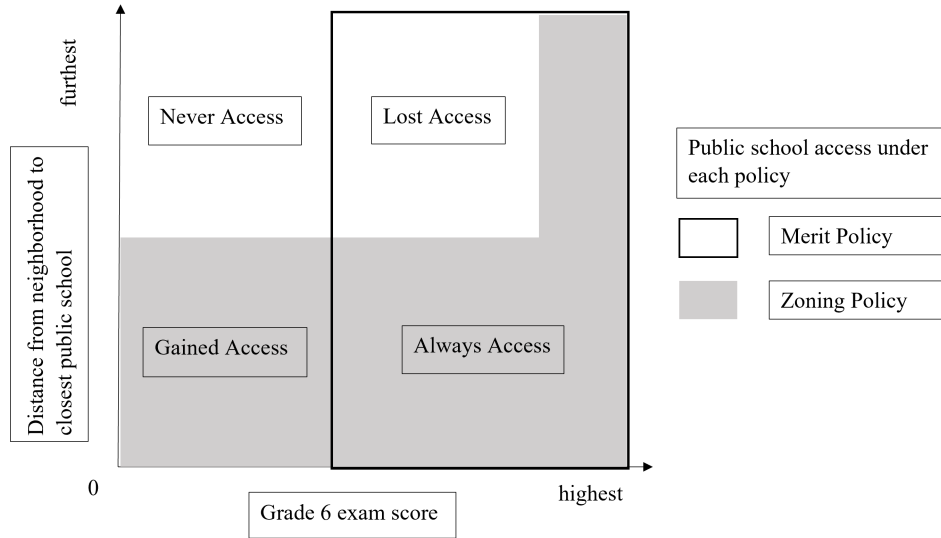 furthest
Distance from neighborhood to
closest public school
Never Access
Lost Access
Gained Access
Always Access
0
highest
Grade 6 exam score
Public school access under
each policy
Merit Policy
Zoning Policy